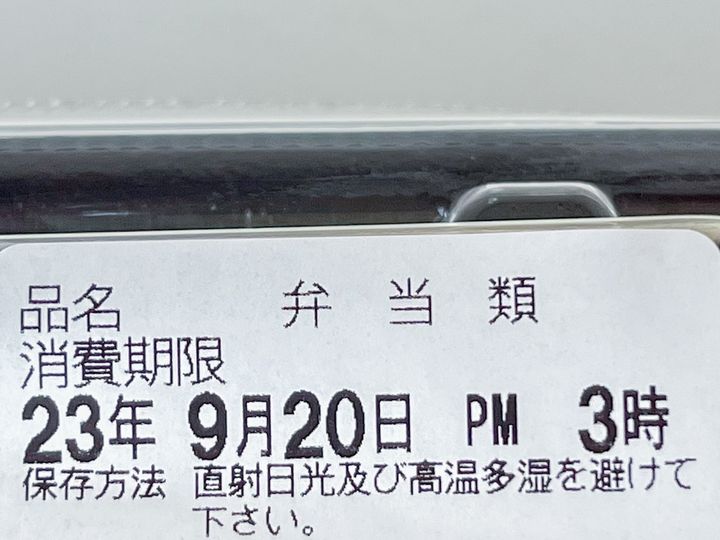 品名 弁当類
消費期限
23年 9月20日 PM 3時
保存方法 直射日光及び高温多湿を避けて
下さい。